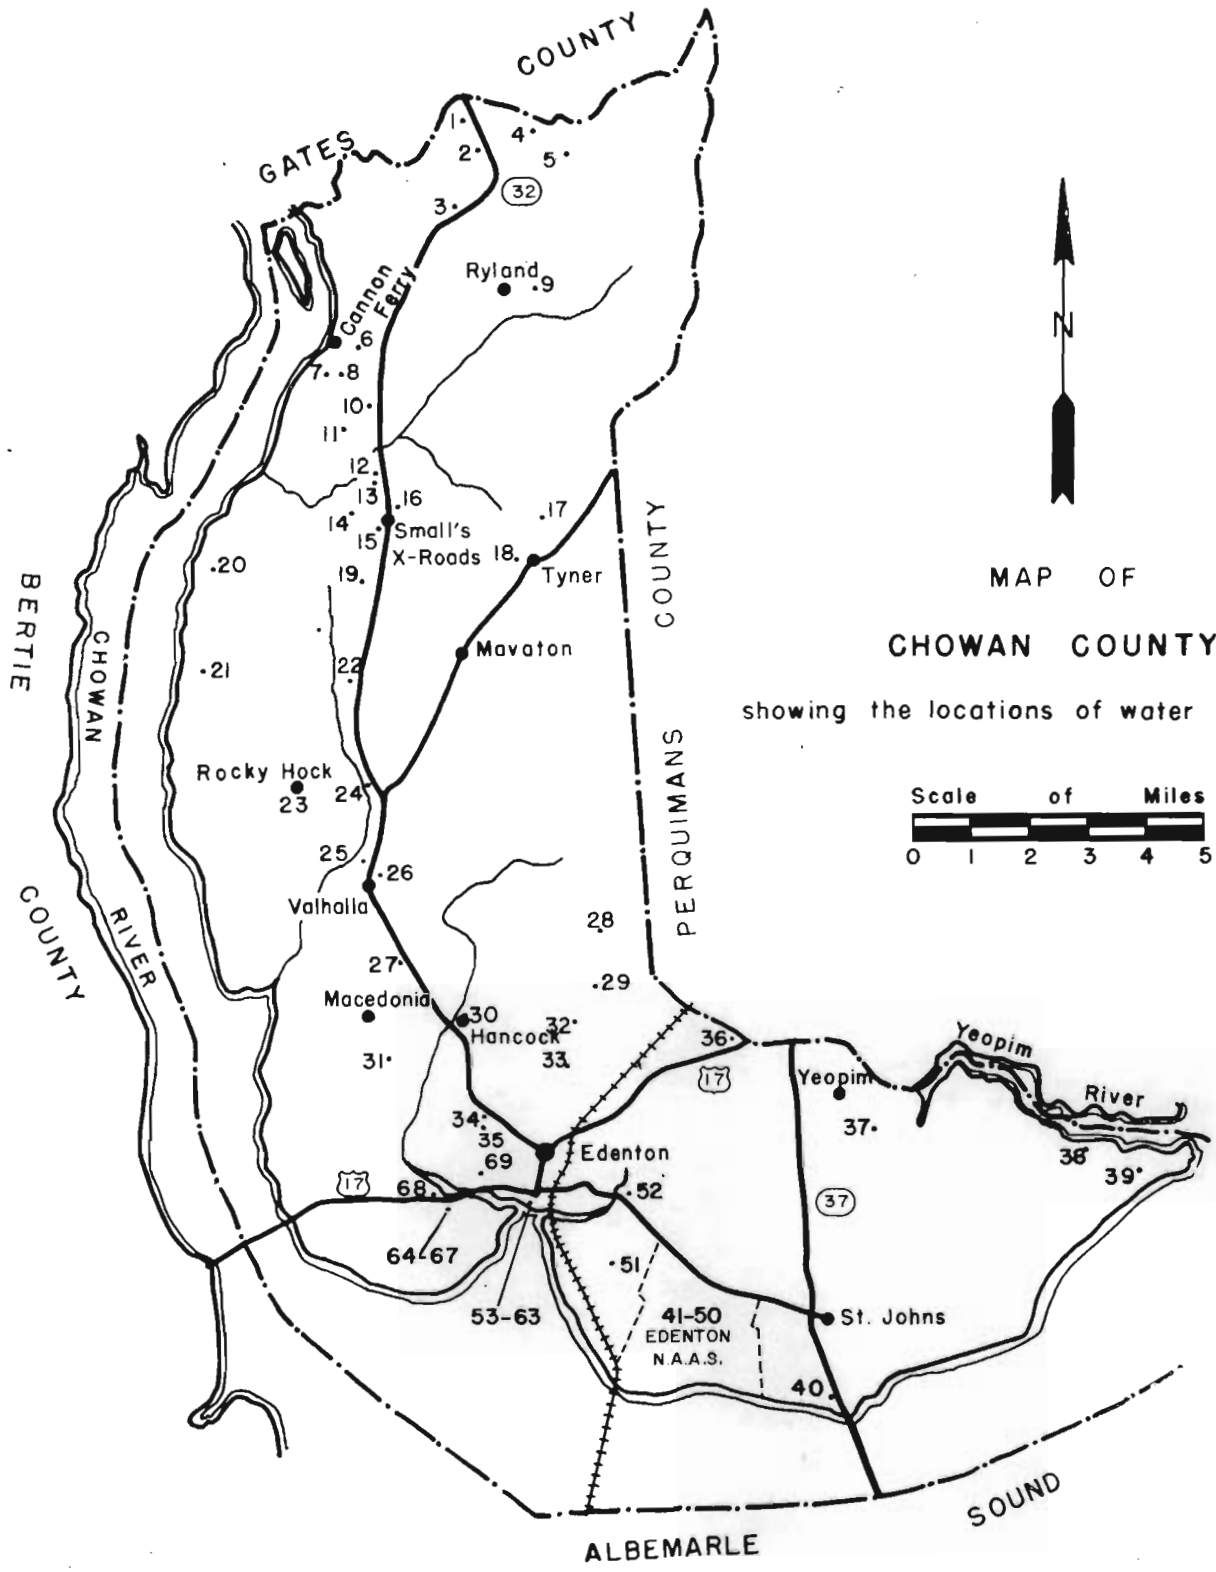 COUNTY
GATES
1
4
2
5
32
3
Ryland
9
Cannon
Ferry
6
7
8
10
11
12
13
16
14
15
Small's
X-Roads
17
18
Tyner
19
20
N
MAP OF
CHOWAN COUNTY
showing the locations of water
Scale of Miles
0 1 2 3 4 5
BERTIE
COUNTY
CHOWAN
RIVER
PERQUIMANS
COUNTY
21
22
Mavaton
Rocky Hock
23
24
25
26
Valhalla
28
27
29
Macedonia
30
Hancock
32
33
31
36
17
Yeopim
River
Yeopim
37
38
39
34
35
69
Edenton
17
68
52
37
64-67
51
53-63
41-50
EDENTON
N.A.A.S.
St. Johns
40
ALBEMARLE
SOUND